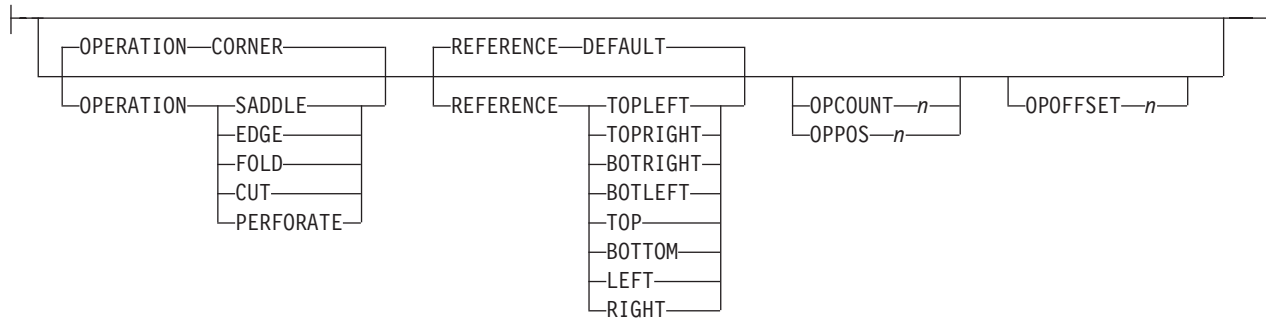 OPERATION CORNER REFERENCE DEFAULT
OPERATION SADDLE REFERENCE TOPLEFT OPCOUNT n OPOFFSET n
EDGE TOPRIGHT OPPOS n
FOLD BOTRIGHT
CUT BOTLEFT
PERFORATE TOP
BOTTOM
LEFT
RIGHT